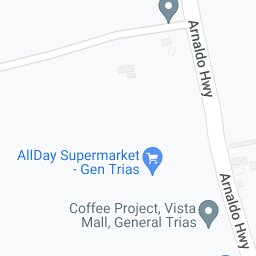 Arnaldo Hwy
AllDay Supermarket
- Gen Trias
Arnaldo Hwy
Coffee Project, Vista
Mall, General Trias